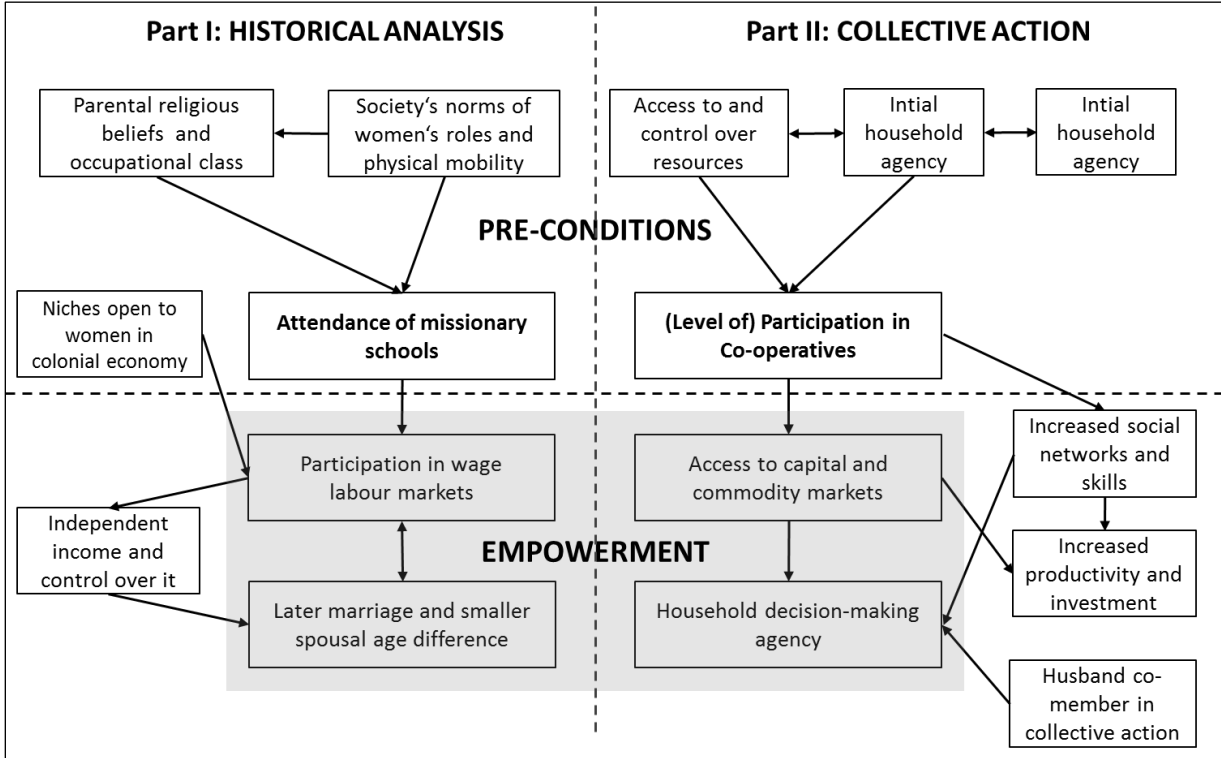 Part I: HISTORICAL ANALYSIS
Part II: COLLECTIVE ACTION
Parental religious
beliefs and
occupational class
Society‘s norms of
women‘s roles and
physical mobility
Access to and
control over
resources
Intial
household
agency
Intial
household
agency
PRE-CONDITIONS
Niches open to
women in
colonial economy
Attendance of missionary
schools
(Level of) Participation in
Co-operatives
Participation in wage
labour markets
Access to capital and
commodity markets
Increased social
networks and
skills
Independent
income and
control over it
EMPOWERMENT
Increased
productivity and
investment
Later marriage and smaller
spousal age difference
Household decision-making
agency
Husband co-
member in
collective action